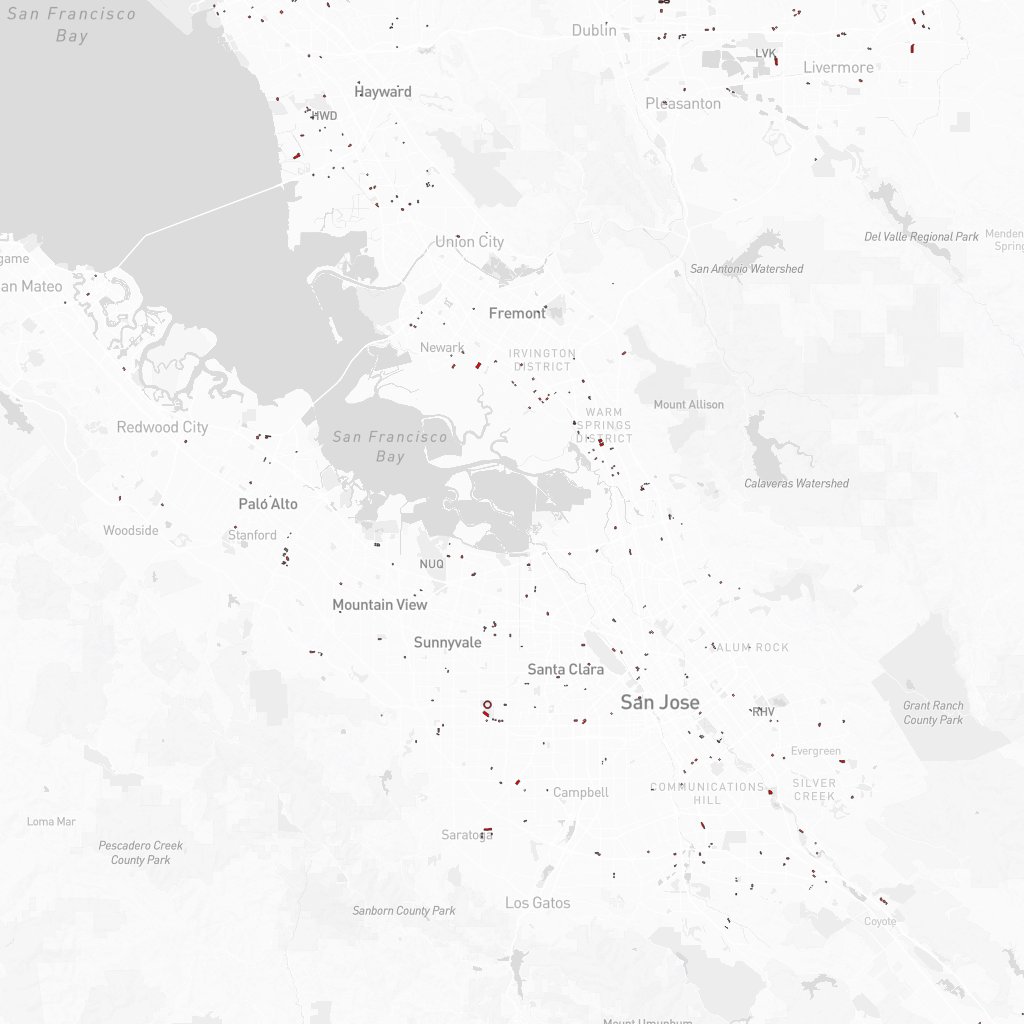 San Francisco
Bay
Dublin
LVK
Livermore
Hayward
Pleasanton
HWD
Union City
Del Valle Regional Park
Menden
Spring
game
San Antonio Watershed
an Mateo
Fremont
Newark
IRVINGTON
DISTRICT
Mount Allison
WARM
SPRINGS
DISTRICT
Redwood City
San Francisco
Bay
Calaveras Watershed
Palo Alto
Woodside
Stanford
NUQ
Mountain View
Sunnyvale
ALUM ROCK
Santa Clara
San Jose
RHV
Grant Ranch
County Park
Evergreen
COMMUNICATIONS
HILL
SILVER
CREEK
Campbell
Loma Mar
Saratoga
Pescadero Creek
County Park
Los Gatos
Sanborn County Park
Coyote
Mount Umunhum